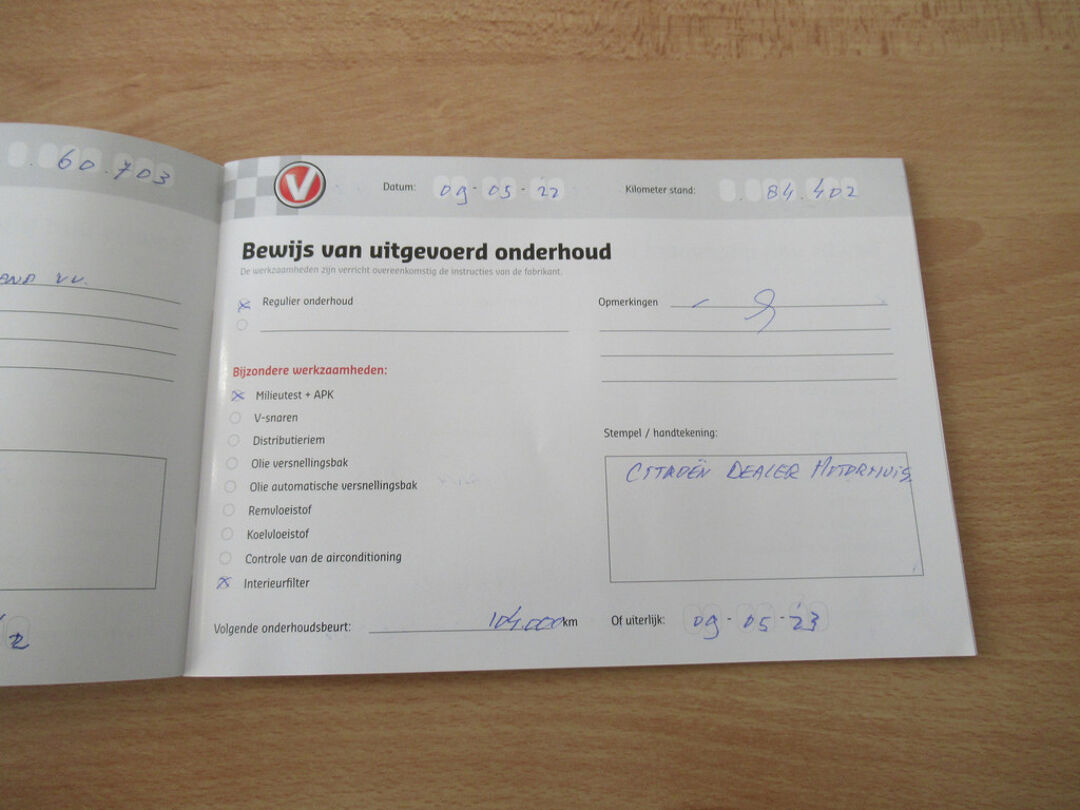 60.703
V
Datum: 09-05-22
Kilometer stand: 84.402
Bewijs van uitgevoerd onderhoud
De werkzaamheden zijn verricht overeenkomstig de instructies van de fabrikant.
VV.
Regulier onderhoud
Opmerkingen
Bijzondere werkzaamheden:
Milieutest + APK
V-snaren
Distributieriem
Olie versnellingsbak
Olie automatische versnellingsbak
Remvloeistof
Koelvloeistof
Controle van de airconditioning
Interieurfilter
Stempel / handtekening:
CITROËN DEALER MOTORHUIS
Volgende onderhoudsbeurt: 104.000 km
Of uiterlijk: 09-05-23
2